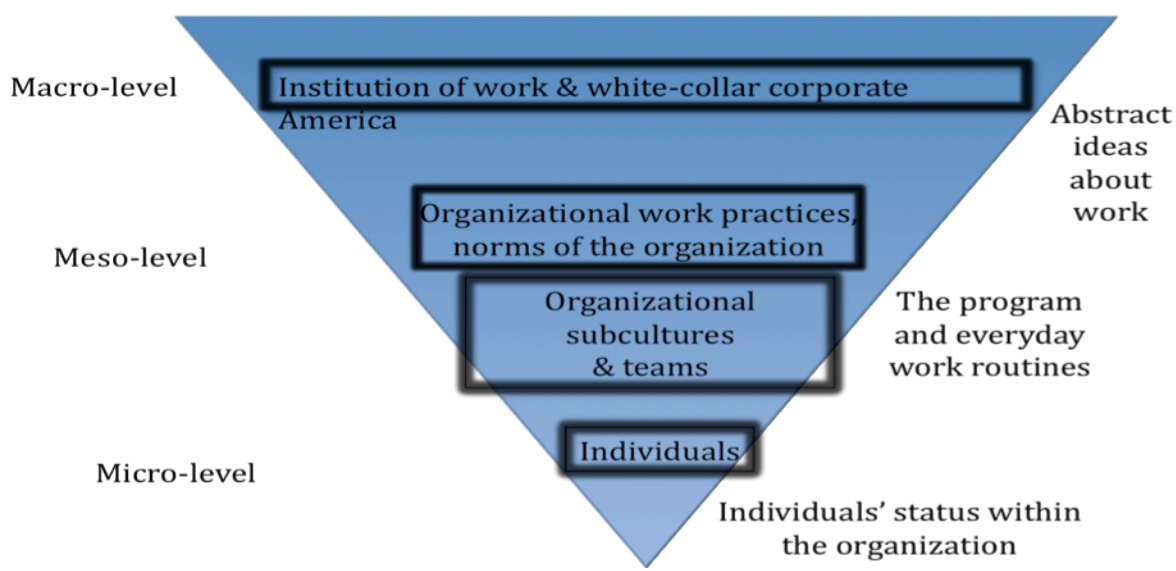 Macro-level
Institution of work & white-collar corporate
America
Abstract
ideas
about
work
Meso-level
Organizational work practices,
norms of the organization
Organizational
subcultures
& teams
The program
and everyday
work routines
Micro-level
Individuals
Individuals’ status within
the organization